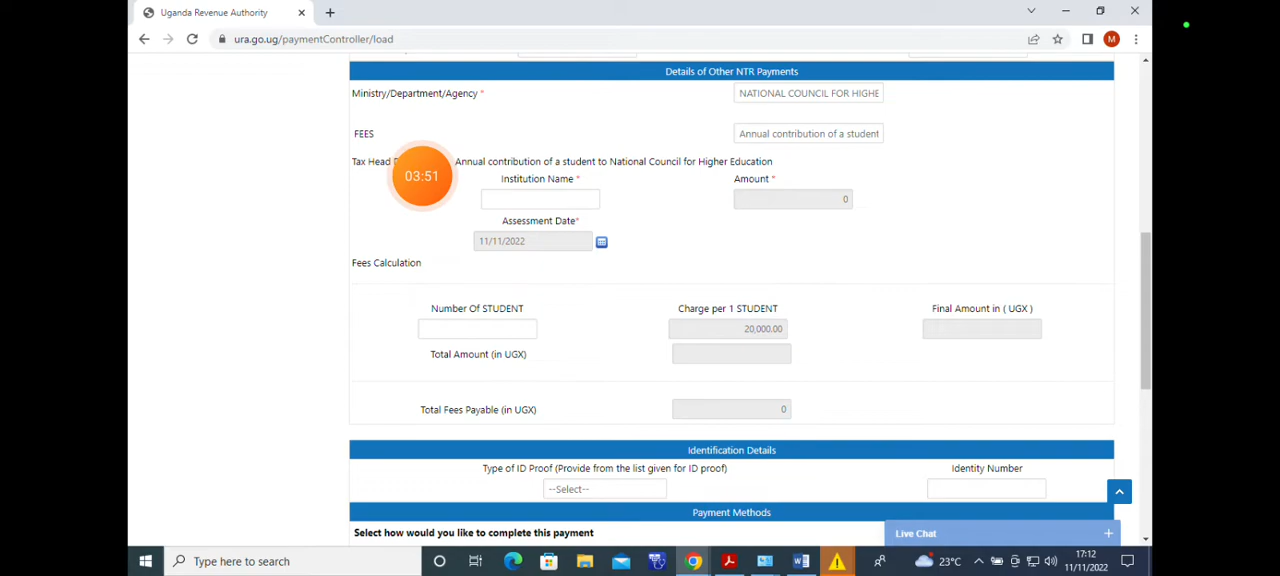 Uganda Revenue Authority
ura.go.ug/paymentController/load
M
Details of Other NTR Payments
Ministry/Department/Agency * NATIONAL COUNCIL FOR HIGHE
FEES Annual contribution of a student
Tax Head Annual contribution of a student to National Council for Higher Education
03:51
Institution Name * Amount *
0
Assessment Date*
11/11/2022
Fees Calculation
Number Of STUDENT Charge per 1 STUDENT Final Amount in ( UGX )
20,000.00
Total Amount (in UGX)
Total Fees Payable (in UGX) 0
Identification Details
Type of ID Proof (Provide from the list given for ID proof) Identity Number
--Select--
Payment Methods
Select how would you like to complete this payment
Live Chat +
Type here to search
23°C
17:12
11/11/2022